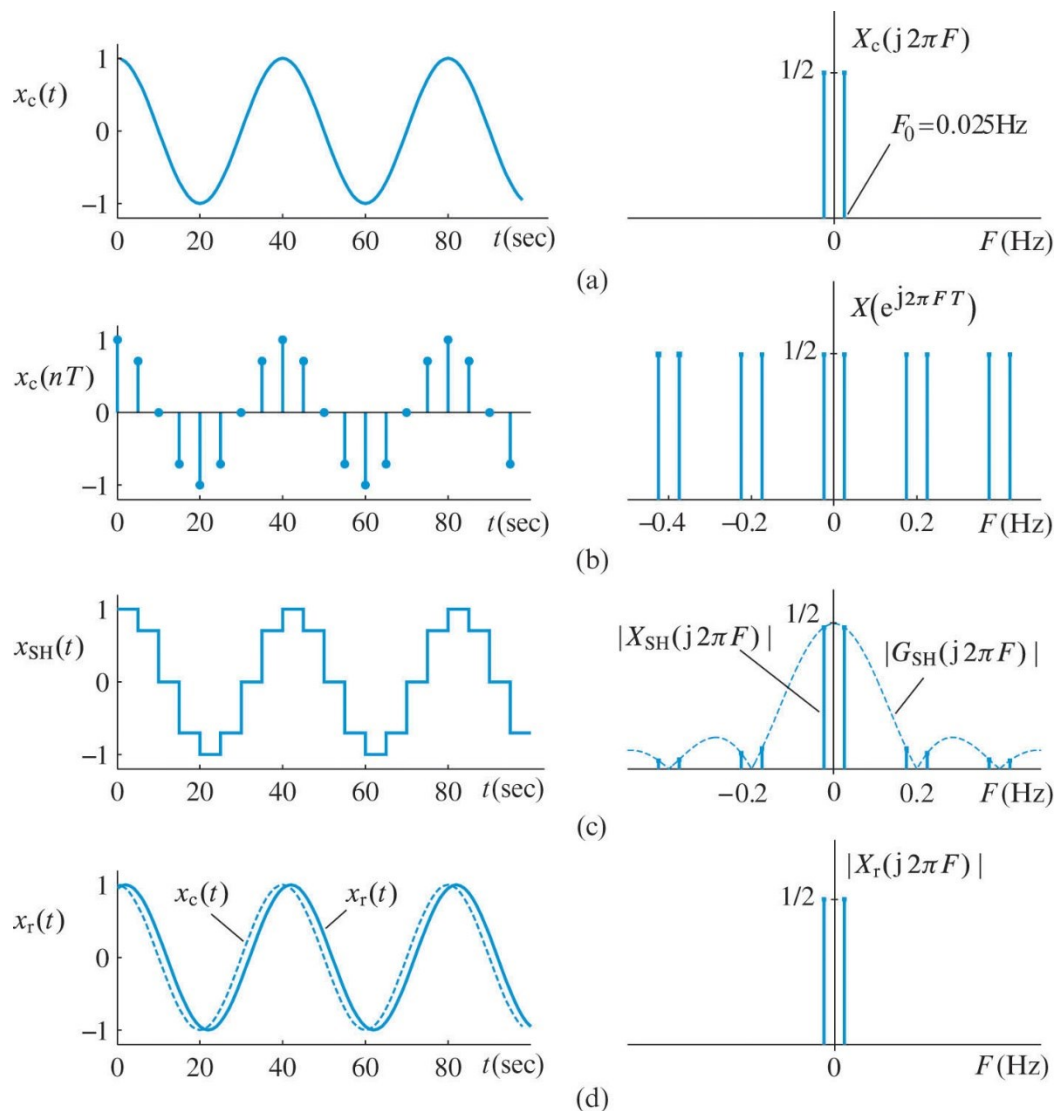 x_c(t)
1
0
−1
0 20 40 60 80 t(sec)
X_c(j2πF)
1/2
F_0=0.025Hz
0 F(Hz)
(a)
x_c(nT)
1
0
−1
0 20 40 60 80 t(sec)
X(e^{j2πFT})
1/2
−0.4 −0.2 0 0.2 F(Hz)
(b)
x_SH(t)
1
0
−1
0 20 40 60 80 t(sec)
1/2
|X_SH(j2πF)|
|G_SH(j2πF)|
−0.2 0 0.2 F(Hz)
(c)
x_r(t)
1
0
−1
x_c(t)
x_r(t)
0 20 40 60 80 t(sec)
|X_r(j2πF)|
1/2
0 F(Hz)
(d)